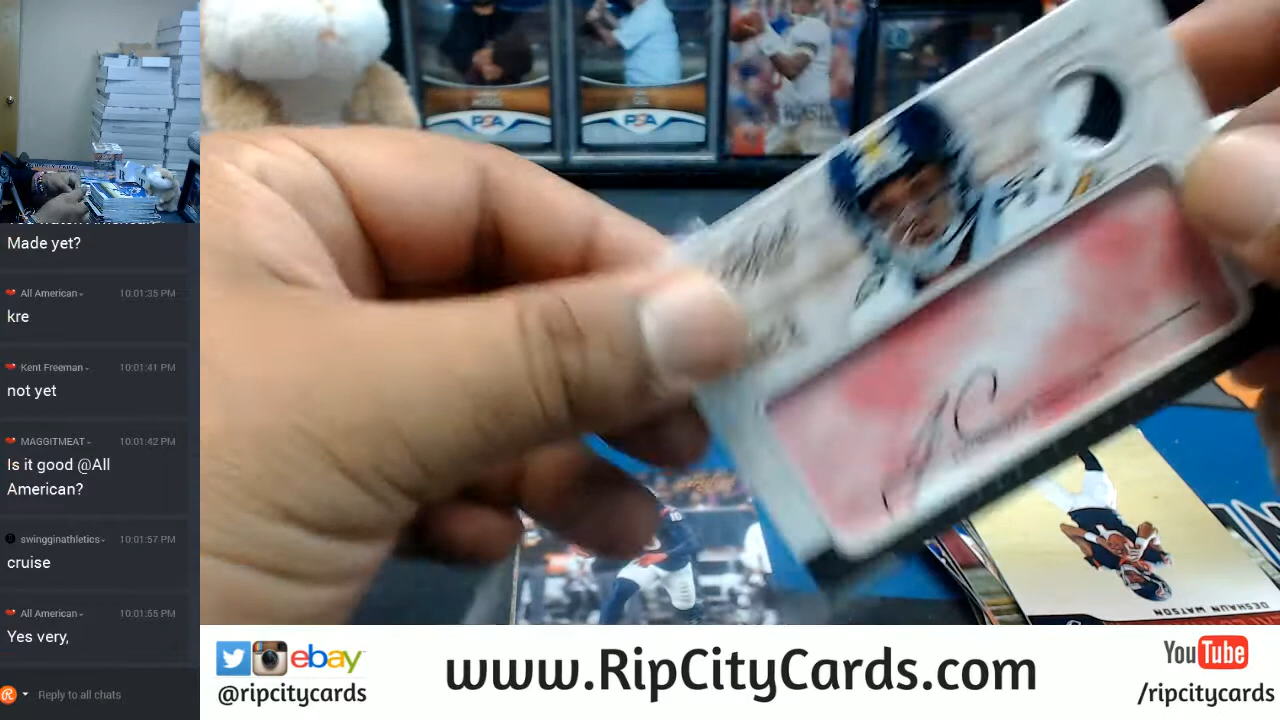 Made yet?
All American
10:01:35 PM
kre
Kent Freeman
10:01:41 PM
not yet
MAGGITMEAT
10:01:42 PM
Is it good @All
American?
swingginathletics
10:01:57 PM
cruise
All American
10:01:55 PM
Yes very,
Reply to all chats
PSA
PSA
DESHAUN WATSON
ebay
@ripcitycards
www.RipCityCards.com
YouTube
/ripcitycards